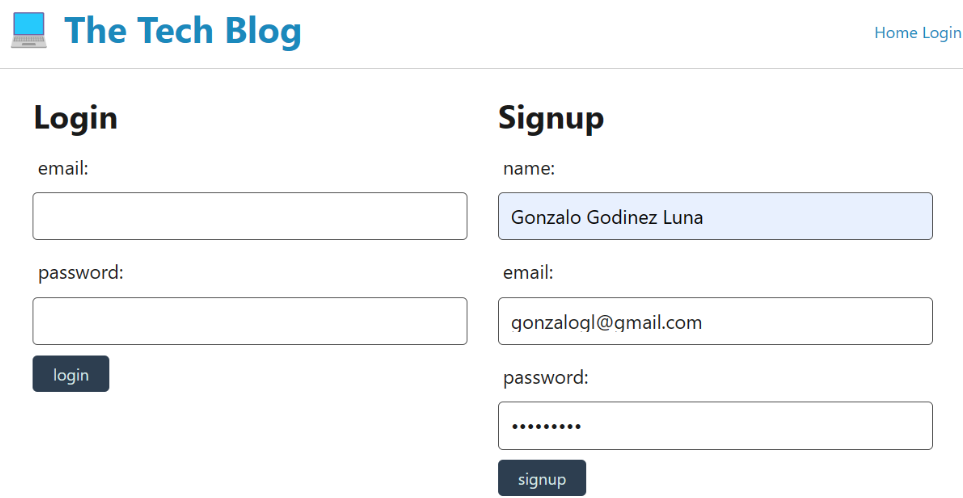 The Tech Blog
Home Login
Login
email:
password:
login
Signup
name:
Gonzalo Godinez Luna
email:
gonzalogl@gmail.com
password:
•••••••••
signup